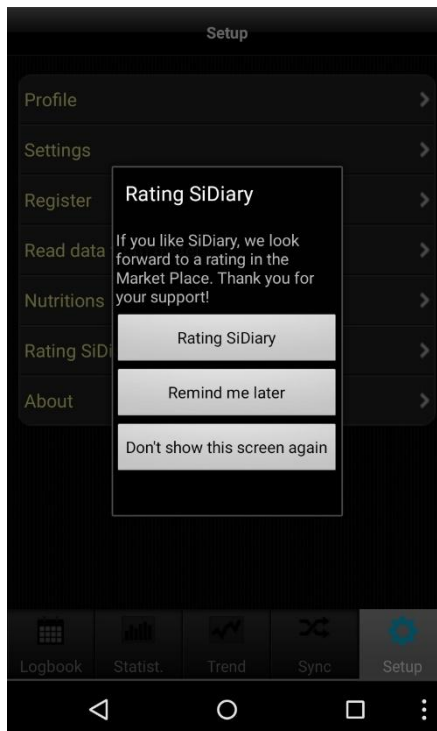 Setup
Profile
Settings
Register
Read data
Nutritions
Rating SiDi
About
Rating SiDiary
If you like SiDiary, we look
forward to a rating in the
Market Place. Thank you for
your support!
Rating SiDiary
Remind me later
Don't show this screen again
Logbook
Statist.
Trend
Sync
Setup